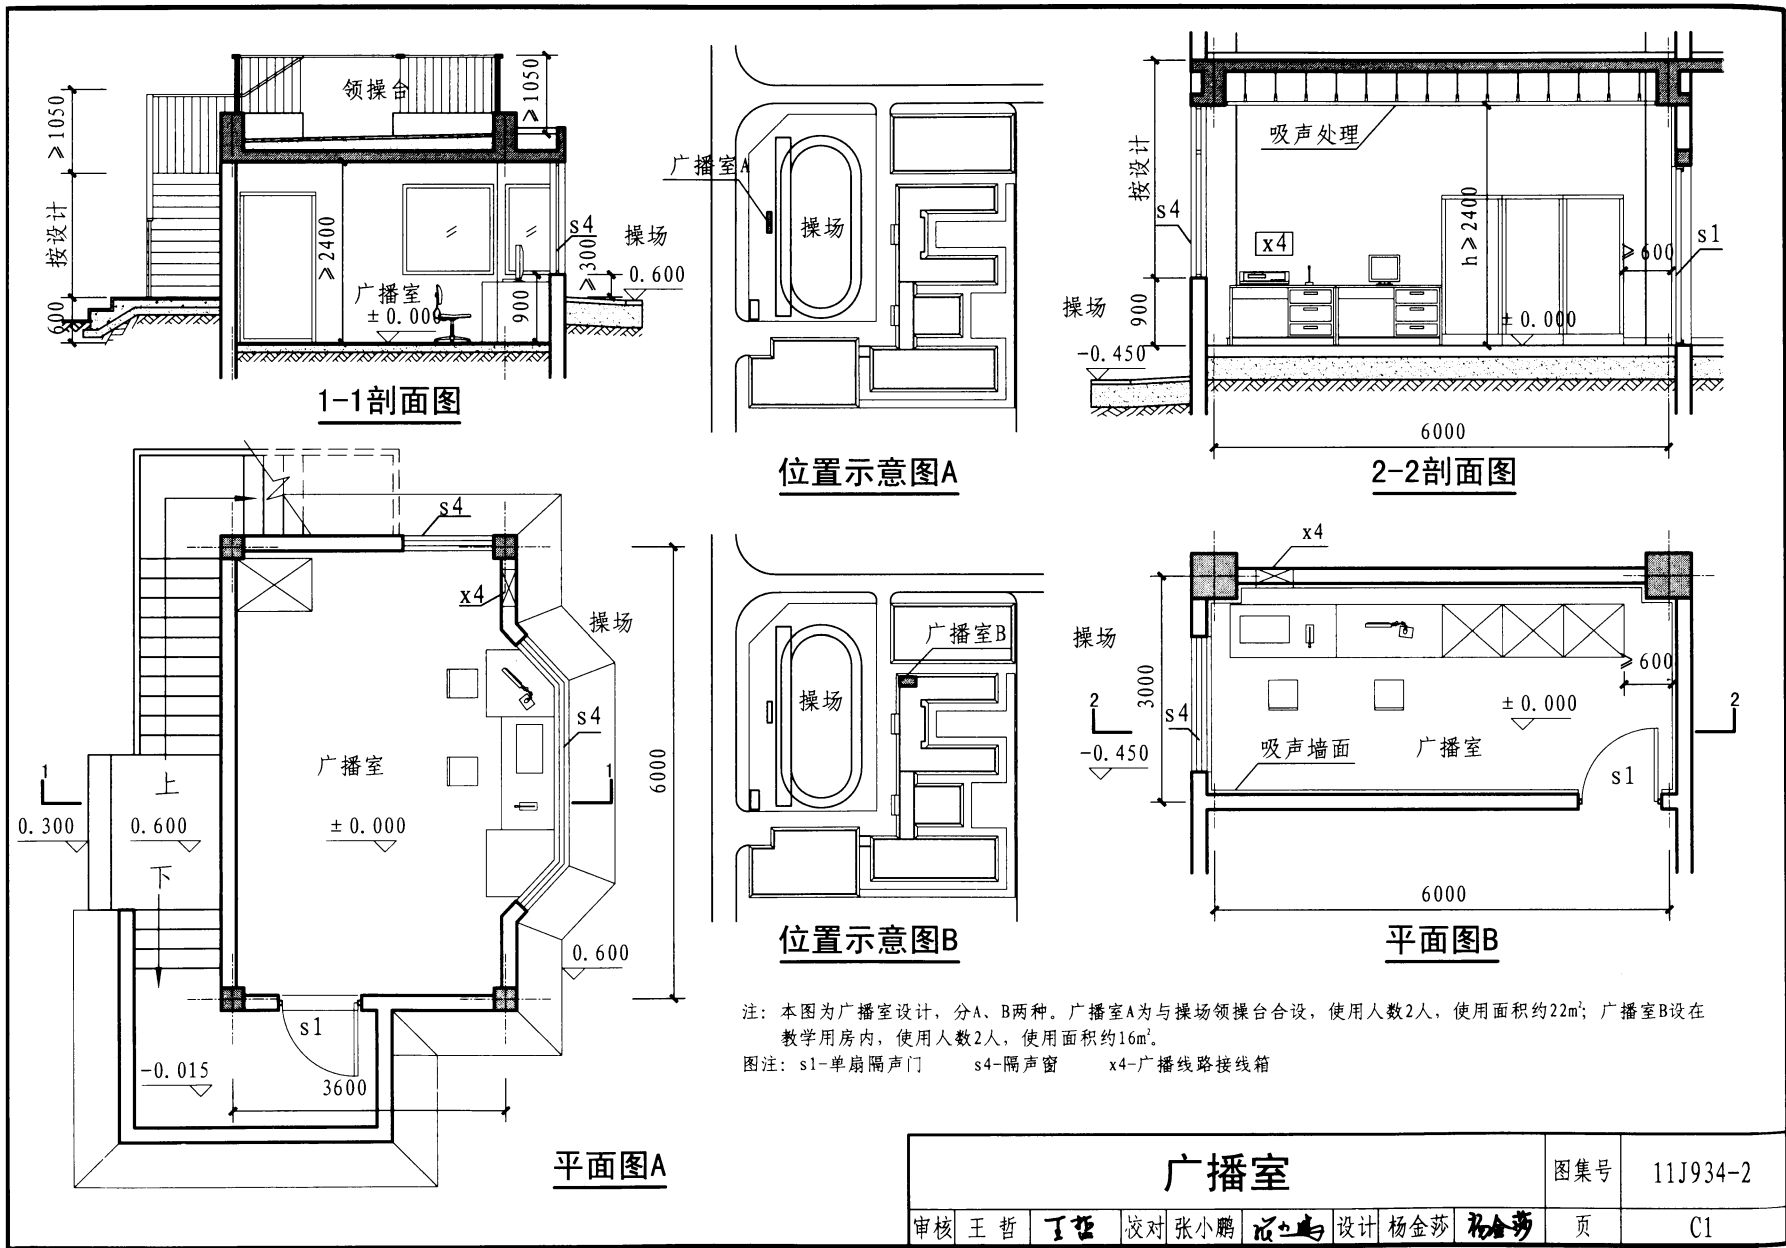 领操台
≥1050
≥1050
按设计
600
≥2400
广播室
±0.000
900
s4
≥300
操场
0.600
1-1剖面图
广播室A
操场
位置示意图A
吸声处理
按设计
s4
x4
h≥2400
≥600
s1
操场
900
-0.450
±0.000
6000
2-2剖面图
s4
x4
操场
s4
6000
广播室
1
1
上
0.300
0.600
±0.000
下
0.600
s1
-0.015
3600
平面图A
广播室B
操场
位置示意图B
x4
操场
3000
≥600
2
2
s4
±0.000
-0.450
吸声墙面
广播室
s1
6000
平面图B
注：本图为广播室设计，分A、B两种。广播室A为与操场领操台合设，使用人数2人，使用面积约22m²；广播室B设在
教学用房内，使用人数2人，使用面积约16m²。
图注：s1-单扇隔声门 s4-隔声窗 x4-广播线路接线箱
广播室
图集号
11J934-2
审核 王哲 王哲 校对 张小鹏 设计 杨金莎 杨金莎 页 C1